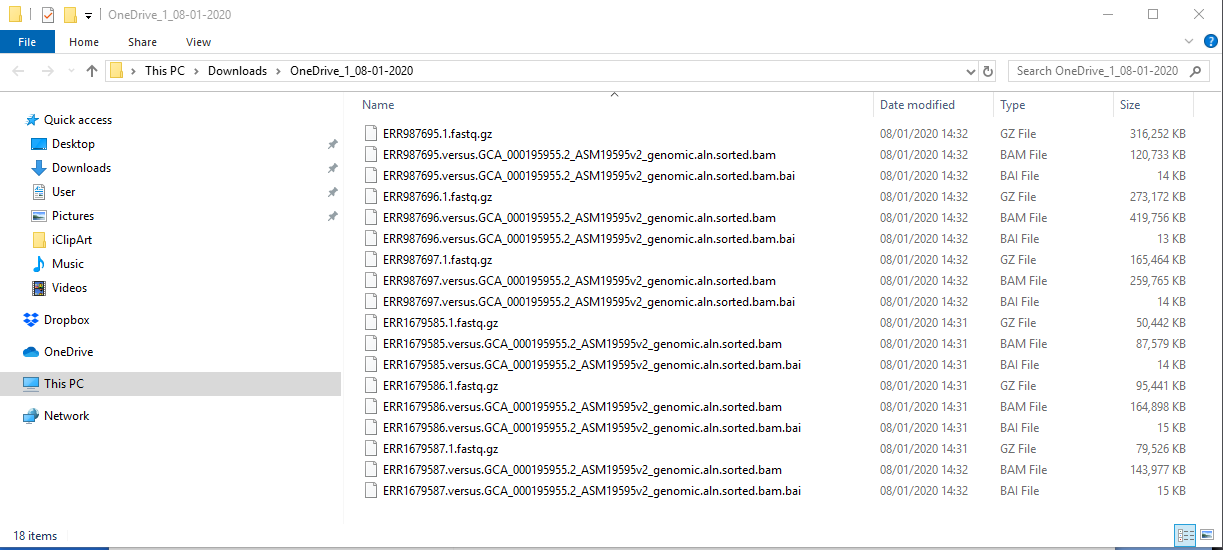 OneDrive_1_08-01-2020
File Home Share View
This PC Downloads OneDrive_1_08-01-2020 Search OneDrive_1_08-01-2020
Name Date modified Type Size
Quick access
Desktop
Downloads
User
Pictures
iClipArt
Music
Videos
Dropbox
OneDrive
This PC
Network
ERR987695.1.fastq.gz 08/01/2020 14:32 GZ File 316,252 KB
ERR987695.versus.GCA_000195955.2_ASM19595v2_genomic.aln.sorted.bam 08/01/2020 14:32 BAM File 120,733 KB
ERR987695.versus.GCA_000195955.2_ASM19595v2_genomic.aln.sorted.bam.bai 08/01/2020 14:32 BAI File 14 KB
ERR987696.1.fastq.gz 08/01/2020 14:32 GZ File 273,172 KB
ERR987696.versus.GCA_000195955.2_ASM19595v2_genomic.aln.sorted.bam 08/01/2020 14:32 BAM File 419,756 KB
ERR987696.versus.GCA_000195955.2_ASM19595v2_genomic.aln.sorted.bam.bai 08/01/2020 14:32 BAI File 13 KB
ERR987697.1.fastq.gz 08/01/2020 14:32 GZ File 165,464 KB
ERR987697.versus.GCA_000195955.2_ASM19595v2_genomic.aln.sorted.bam 08/01/2020 14:32 BAM File 259,765 KB
ERR987697.versus.GCA_000195955.2_ASM19595v2_genomic.aln.sorted.bam.bai 08/01/2020 14:32 BAI File 14 KB
ERR1679585.1.fastq.gz 08/01/2020 14:31 GZ File 50,442 KB
ERR1679585.versus.GCA_000195955.2_ASM19595v2_genomic.aln.sorted.bam 08/01/2020 14:31 BAM File 87,579 KB
ERR1679585.versus.GCA_000195955.2_ASM19595v2_genomic.aln.sorted.bam.bai 08/01/2020 14:31 BAI File 14 KB
ERR1679586.1.fastq.gz 08/01/2020 14:31 GZ File 95,441 KB
ERR1679586.versus.GCA_000195955.2_ASM19595v2_genomic.aln.sorted.bam 08/01/2020 14:31 BAM File 164,898 KB
ERR1679586.versus.GCA_000195955.2_ASM19595v2_genomic.aln.sorted.bam.bai 08/01/2020 14:31 BAI File 15 KB
ERR1679587.1.fastq.gz 08/01/2020 14:31 GZ File 79,526 KB
ERR1679587.versus.GCA_000195955.2_ASM19595v2_genomic.aln.sorted.bam 08/01/2020 14:32 BAM File 143,977 KB
ERR1679587.versus.GCA_000195955.2_ASM19595v2_genomic.aln.sorted.bam.bai 08/01/2020 14:32 BAI File 15 KB
18 items